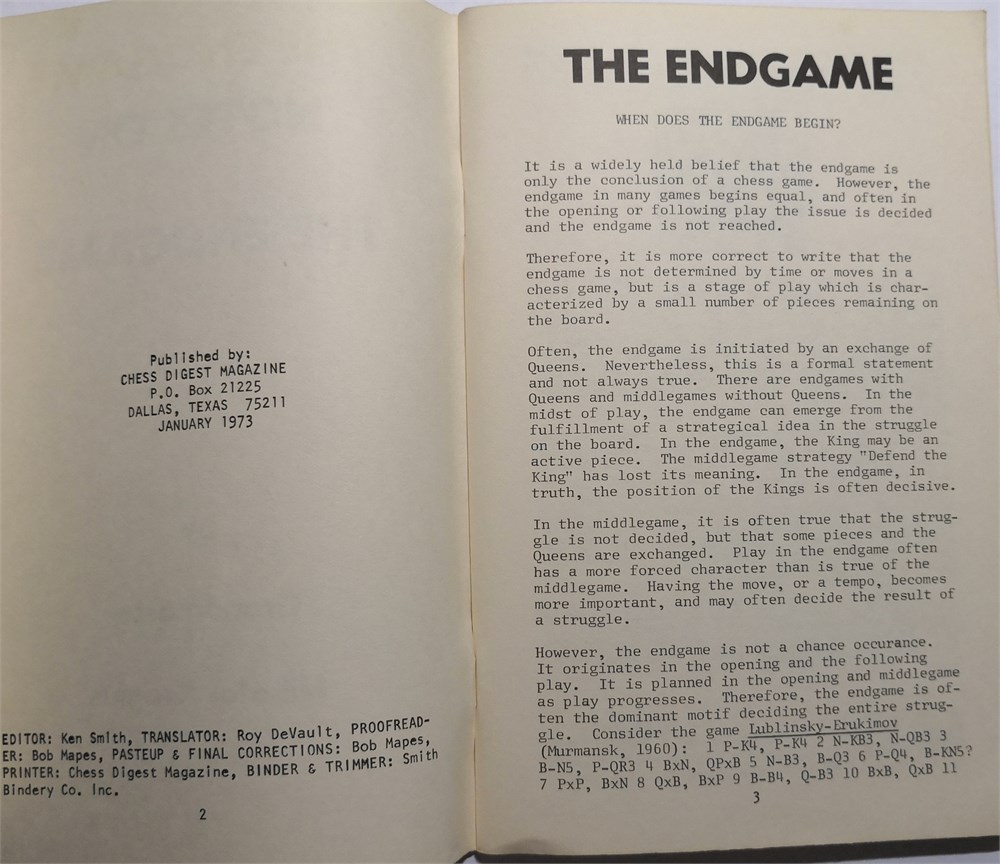 Published by:
CHESS DIGEST MAGAZINE
P.O. Box 21225
DALLAS, TEXAS 75211
JANUARY 1973
EDITOR: Ken Smith, TRANSLATOR: Roy DeVault, PROOFREAD-
ER: Bob Mapes, PASTEUP & FINAL CORRECTIONS: Bob Mapes,
PRINTER: Chess Digest Magazine, BINDER & TRIMMER: Smith
Bindery Co. Inc.
2
THE ENDGAME
WHEN DOES THE ENDGAME BEGIN?
It is a widely held belief that the endgame is
only the conclusion of a chess game. However, the
endgame in many games begins equal, and often in
the opening or following play the issue is decided
and the endgame is not reached.
Therefore, it is more correct to write that the
endgame is not determined by time or moves in a
chess game, but is a stage of play which is char-
acterized by a small number of pieces remaining on
the board.
Often, the endgame is initiated by an exchange of
Queens. Nevertheless, this is a formal statement
and not always true. There are endgames with
Queens and middlegames without Queens. In the
midst of play, the endgame can emerge from the
fulfillment of a strategical idea in the struggle
on the board. In the endgame, the King may be an
active piece. The middlegame strategy "Defend the
King" has lost its meaning. In the endgame, in
truth, the position of the Kings is often decisive.
In the middlegame, it is often true that the strug-
gle is not decided, but that some pieces and the
Queens are exchanged. Play in the endgame often
has a more forced character than is true of the
middlegame. Having the move, or a tempo, becomes
more important, and may often decide the result of
a struggle.
However, the endgame is not a chance occurance.
It originates in the opening and the following
play. It is planned in the opening and middlegame
as play progresses. Therefore, the endgame is of-
ten the dominant motif deciding the entire strug-
gle. Consider the game Lublinsky-Erukimov
(Murmansk, 1960): 1 P-K4, P-K4 2 N-KB3, N-QB3 3
B-N5, P-QR3 4 BxN, QPxB 5 N-B3, B-Q3 6 P-Q4, B-KN5?
7 PxP, BxN 8 QxB, BxP 9 B-B4, Q-B3 10 BxB, QxB 11
3